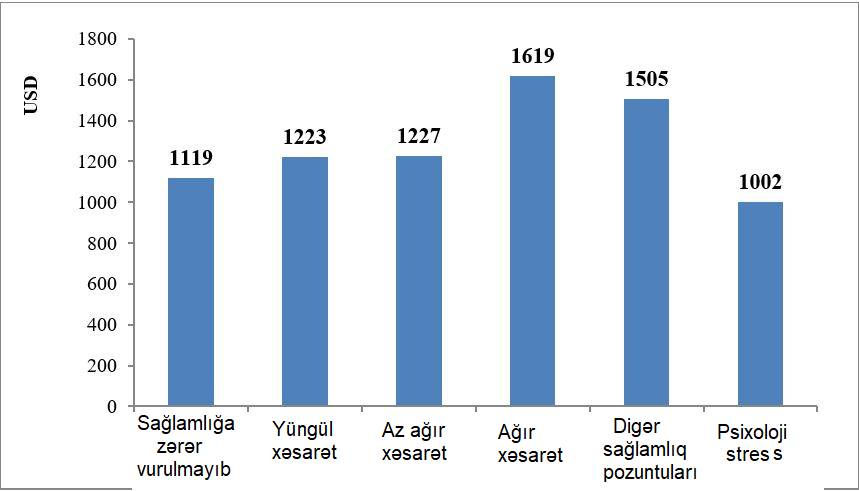 USD
1800
1600
1400
1200
1000
800
600
400
200
0
1119
1223
1227
1619
1505
1002
Sağlamlığa
zərər
vurulmayıb
Yüngül
xəsarət
Az ağır
xəsarət
Ağır
xəsarət
Digər
sağlamlıq
pozuntuları
Psixoloji
stress